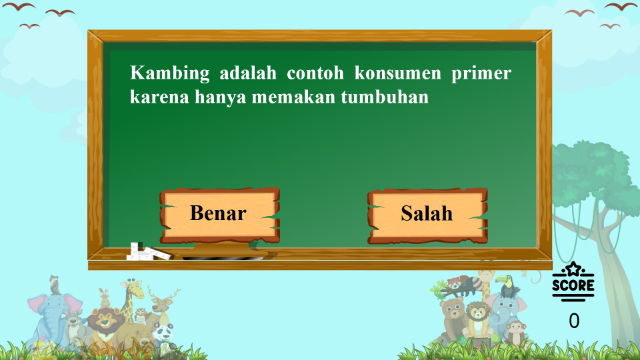 Kambing adalah contoh konsumen primer
karena hanya memakan tumbuhan
Benar
Salah
SCORE
0